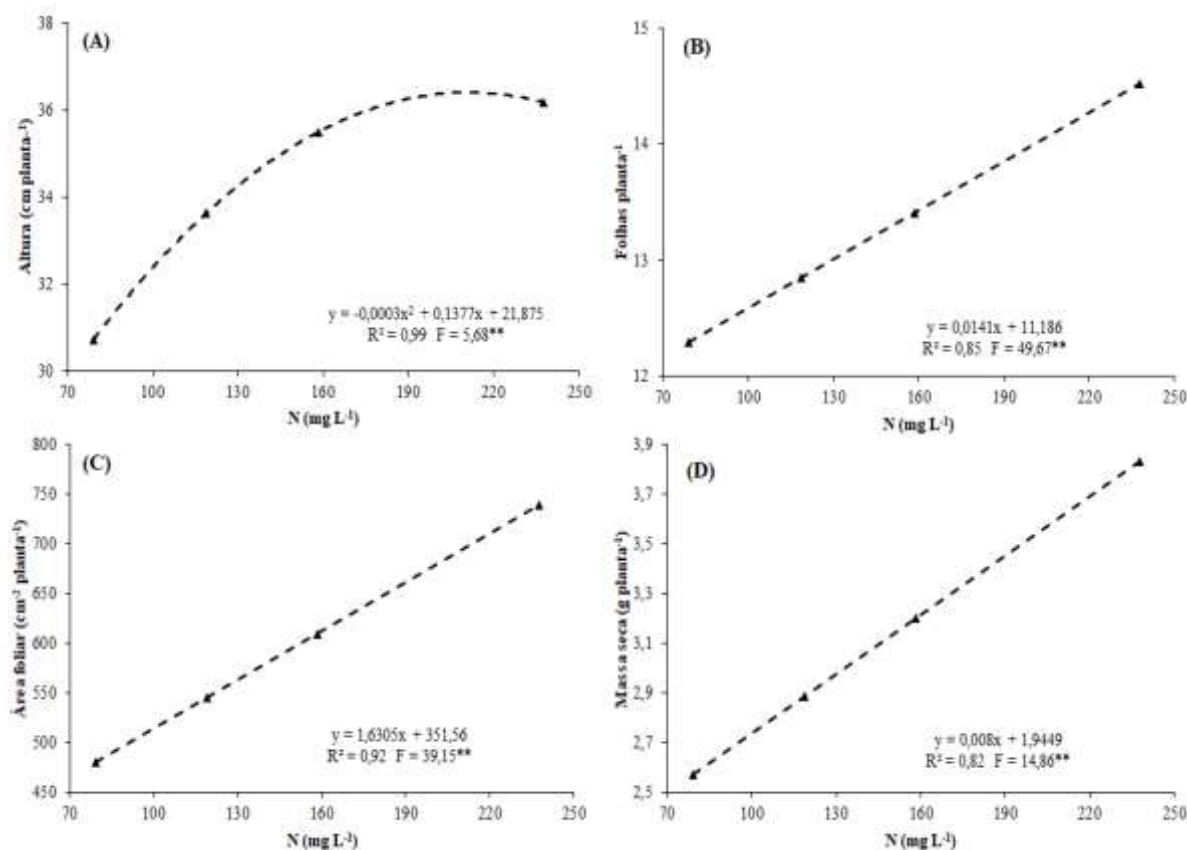 (A)
Altura (cm planta⁻¹)
38
36
34
32
30
y = -0,0003x² + 0,1377x + 21,875
R² = 0,99 F = 5,68**
70 100 130 160 190 220 250
N (mg L⁻¹)
(B)
Folhas planta⁻¹
15
14
13
12
y = 0,0141x + 11,186
R² = 0,85 F = 49,67**
70 100 130 160 190 220 250
N (mg L⁻¹)
(C)
Área foliar (cm⁻² planta⁻¹)
800
750
700
650
600
550
500
450
y = 1,6305x + 351,56
R² = 0,92 F = 39,15**
70 100 130 160 190 220 250
N (mg L⁻¹)
(D)
Massa seca (g planta⁻¹)
3,9
3,7
3,5
3,3
3,1
2,9
2,7
2,5
y = 0,008x + 1,9449
R² = 0,82 F = 14,86**
70 100 130 160 190 220 250
N (mg L⁻¹)